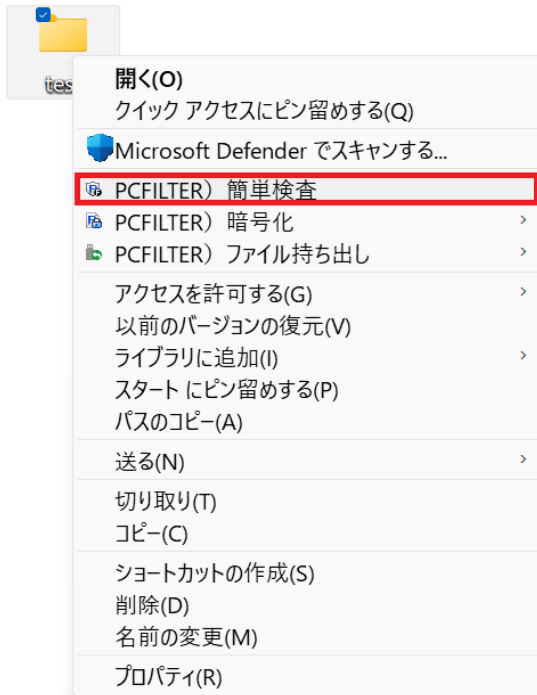 tes
開く(O)
クイック アクセスにピン留めする(Q)
Microsoft Defender でスキャンする...
PCFILTER）簡単検査
PCFILTER）暗号化
PCFILTER）ファイル持ち出し
アクセスを許可する(G)
以前のバージョンの復元(V)
ライブラリに追加(I)
スタート にピン留めする(P)
パスのコピー(A)
送る(N)
切り取り(T)
コピー(C)
ショートカットの作成(S)
削除(D)
名前の変更(M)
プロパティ(R)